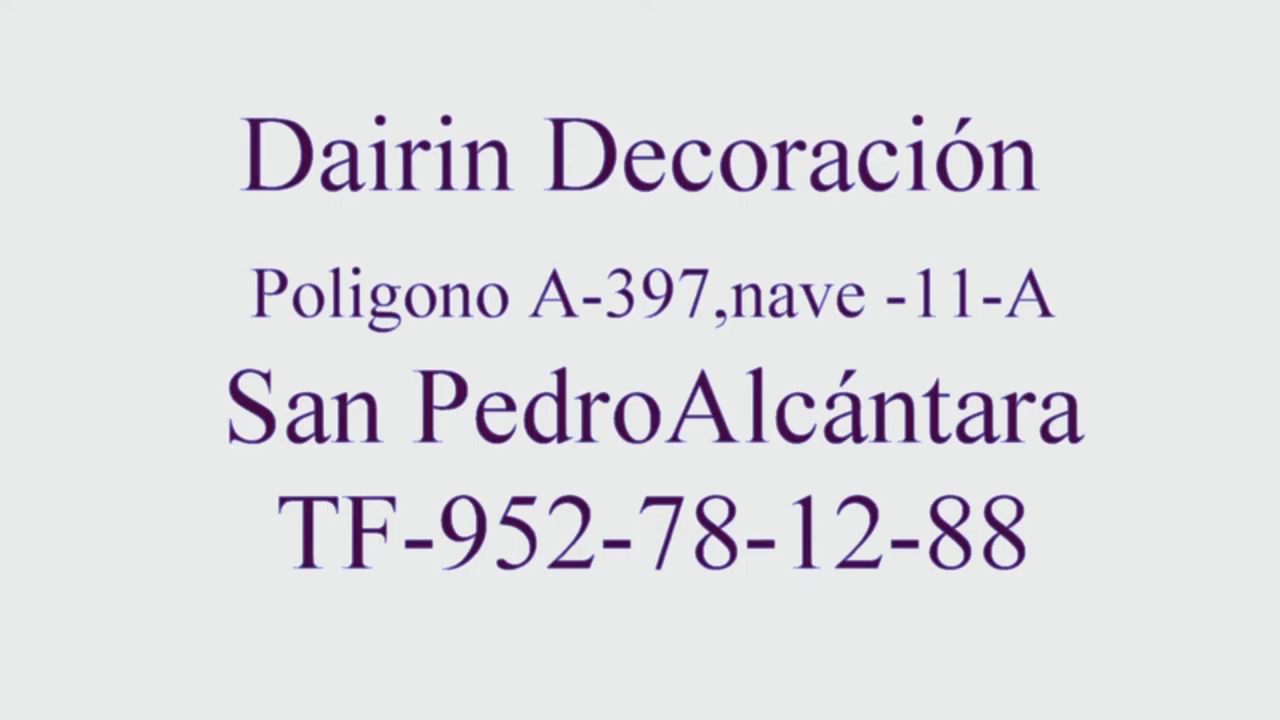 Dairin Decoración
Poligono A-397,nave -11-A
San PedroAlcántara
TF-952-78-12-88